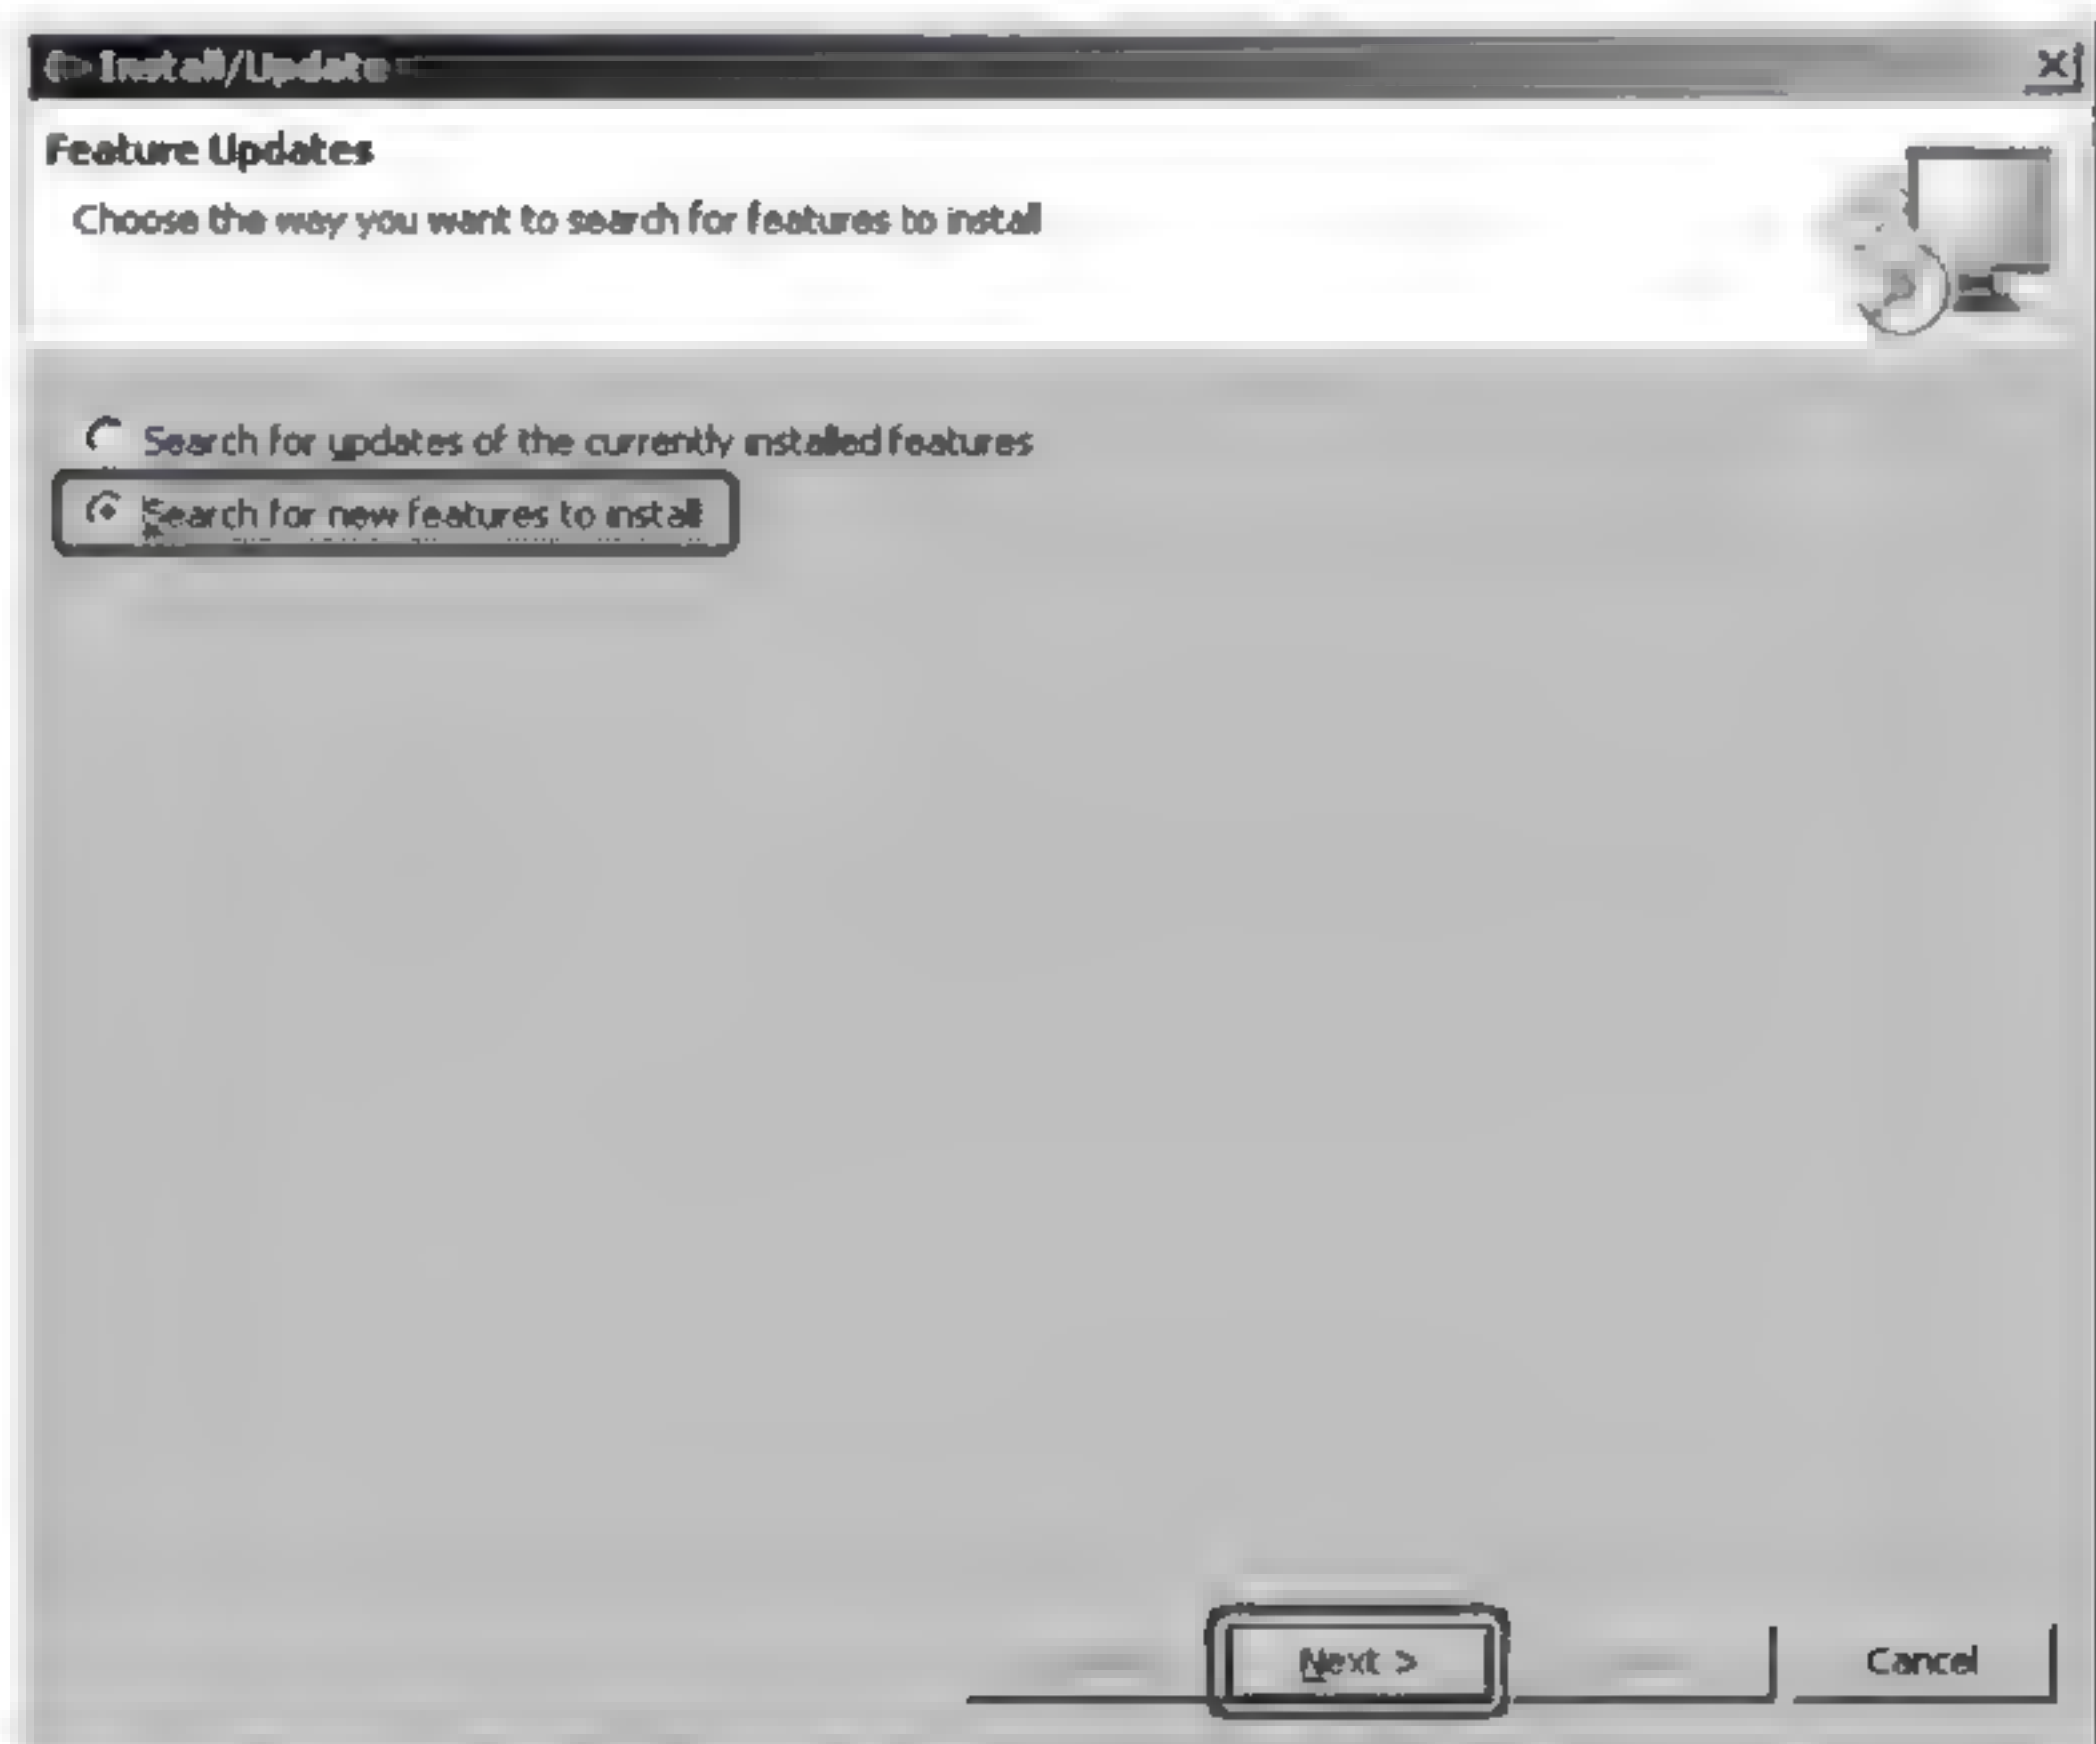 Install/Update
Feature Updates
Choose the way you want to search for features to install
Search for updates of the currently installed features
Search for new features to install
Next >
Cancel